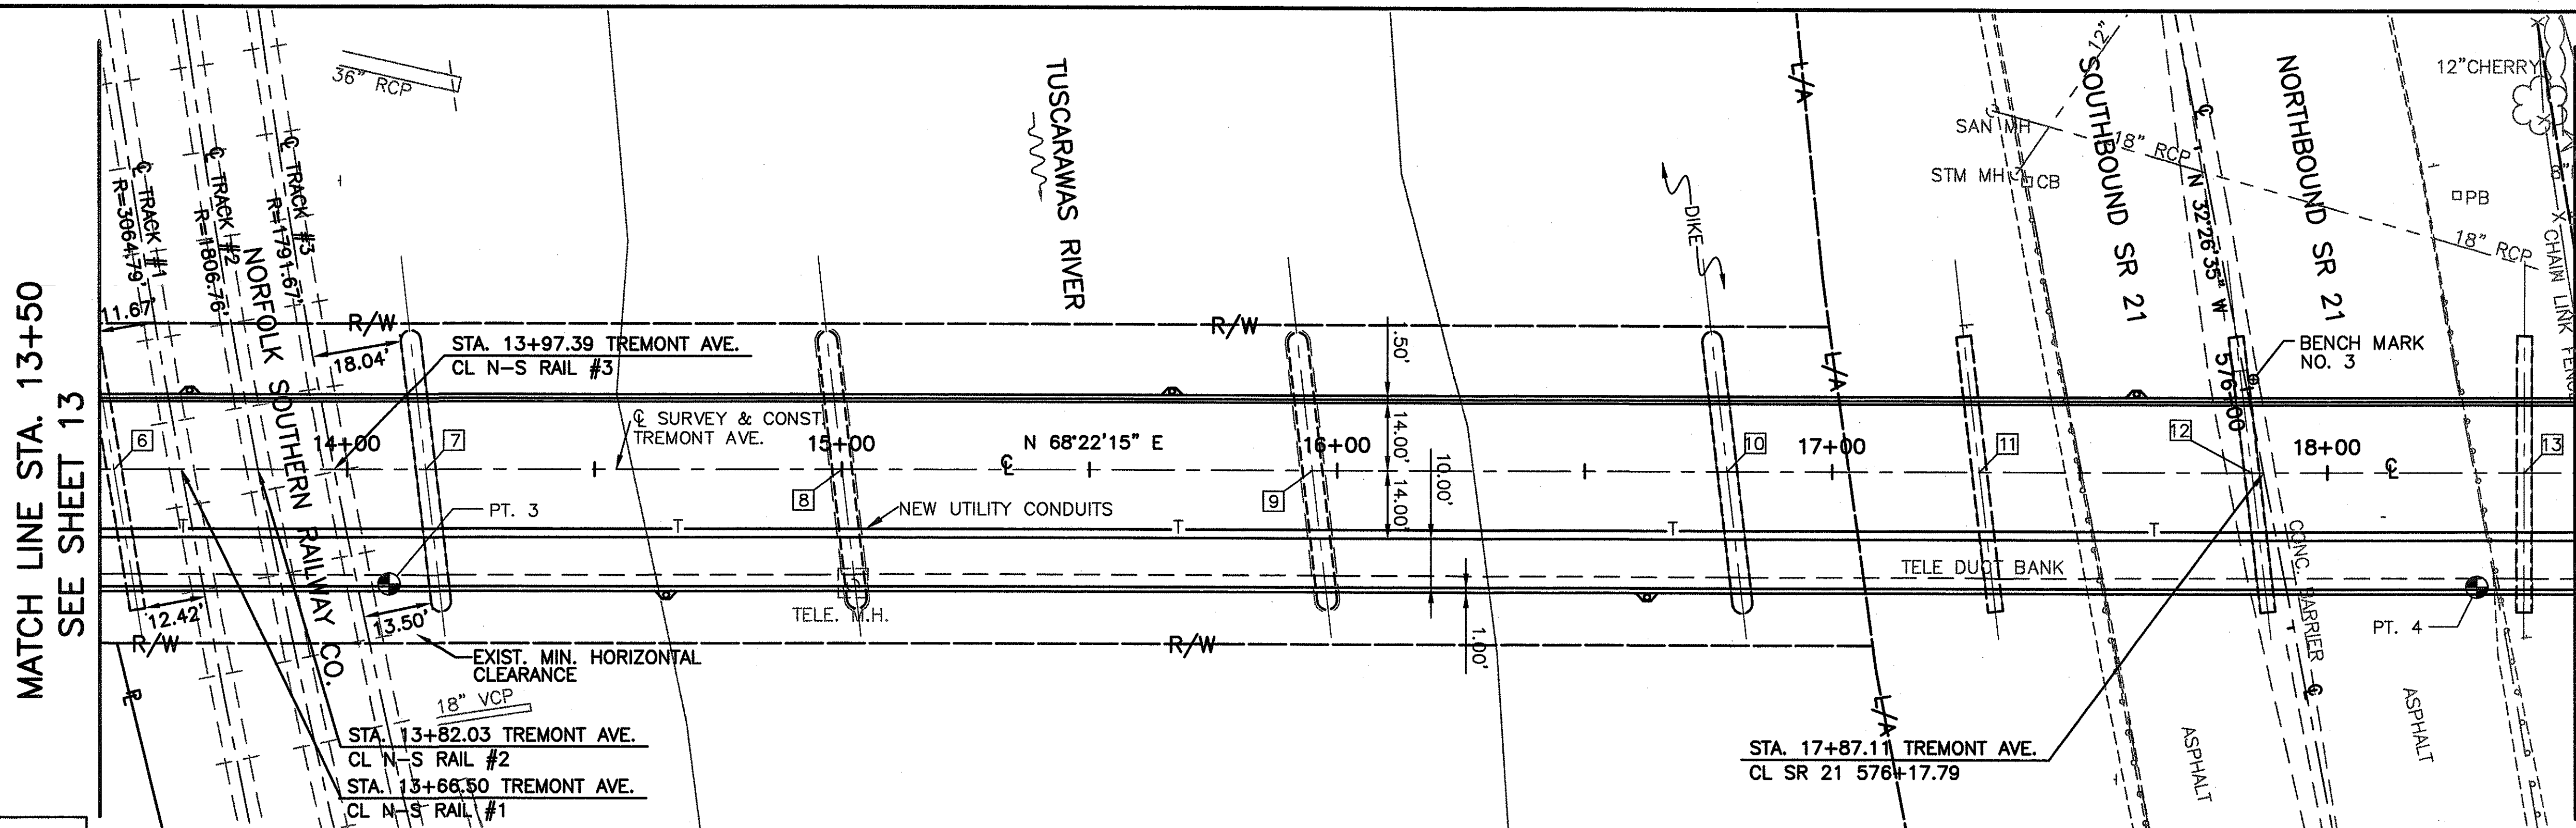 MATCH LINE STA. 13+50
SEE SHEET 13
36" RCP
℄ TRACK #1
R=3064.79'
℄ TRACK #2
R=1806.76'
℄ TRACK #3
R=1791.67'
NORFOLK SOUTHERN RAILWAY CO.
11.67'
18.04'
R/W
STA. 13+97.39 TREMONT AVE.
CL N-S RAIL #3
TUSCARAWAS RIVER
R/W
1.50'
DIKE
L/A
L/A
SAN MH
STM MH
CB
12"
18" RCP
SOUTHBOUND SR 21
℄
N 32°26'35" W
576+00
NORTHBOUND SR 21
12"CHERRY
PB
18" RCP
CHAIN LINK FENCE
BENCH MARK
NO. 3
6
14+00
7
℄ SURVEY & CONST.
TREMONT AVE.
15+00
8
N 68°22'15" E
℄
16+00
9
14.00'
14.00'
10.00'
10
17+00
11
12
18+00
℄
13
PT. 3
NEW UTILITY CONDUITS
T
T
T
T
T
TELE DUCT BANK
CONC. BARRIER
℄
12.42'
13.50'
R/W
EXIST. MIN. HORIZONTAL
CLEARANCE
TELE. M.H.
R/W
1.00'
PT. 4
L/A
18" VCP
STA. 13+82.03 TREMONT AVE.
CL N-S RAIL #2
STA. 13+66.50 TREMONT AVE.
CL N-S RAIL #1
STA. 17+87.11 TREMONT AVE.
CL SR 21 576+17.79
ASPHALT
ASPHALT